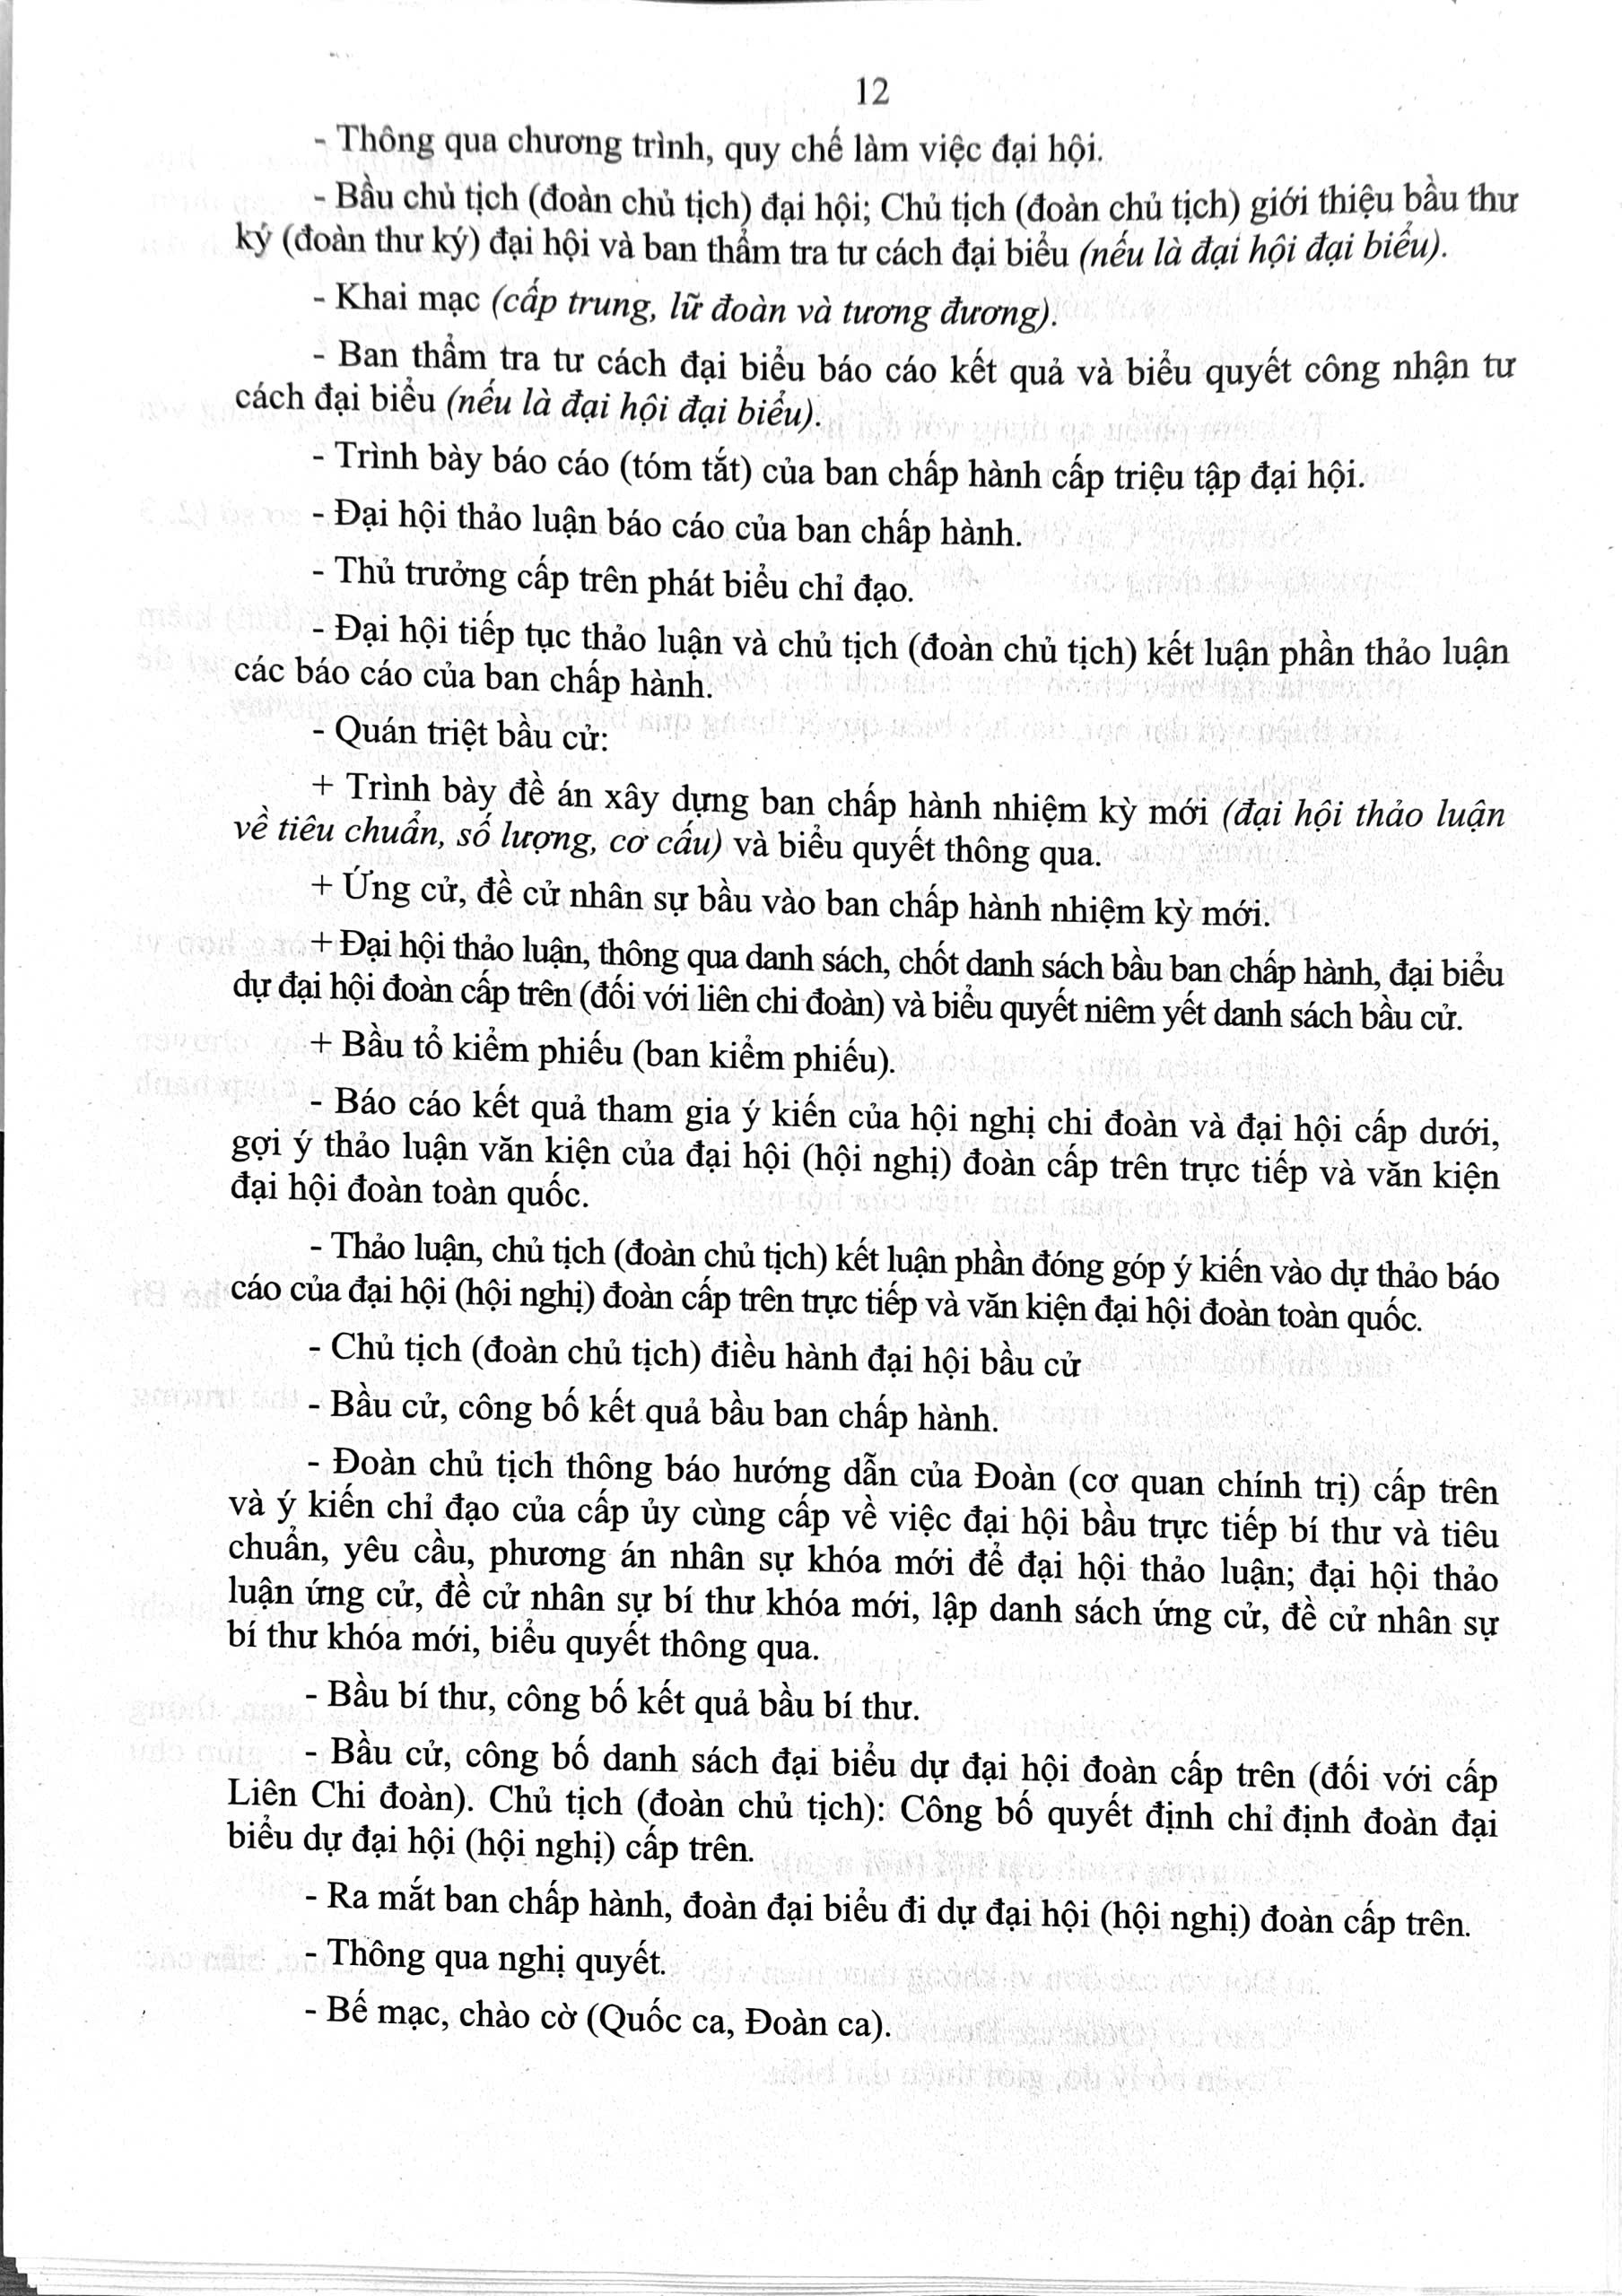 12
- Thông qua chương trình, quy chế làm việc đại hội.
- Bầu chủ tịch (đoàn chủ tịch) đại hội; Chủ tịch (đoàn chủ tịch) giới thiệu bầu thư
ký (đoàn thư ký) đại hội và ban thẩm tra tư cách đại biểu (nếu là đại hội đại biểu).
- Khai mạc (cấp trung, lữ đoàn và tương đương).
- Ban thẩm tra tư cách đại biểu báo cáo kết quả và biểu quyết công nhận tư
cách đại biểu (nếu là đại hội đại biểu).
- Trình bày báo cáo (tóm tắt) của ban chấp hành cấp triệu tập đại hội.
- Đại hội thảo luận báo cáo của ban chấp hành.
- Thủ trưởng cấp trên phát biểu chỉ đạo.
- Đại hội tiếp tục thảo luận và chủ tịch (đoàn chủ tịch) kết luận phần thảo luận
các báo cáo của ban chấp hành.
- Quán triệt bầu cử:
+ Trình bày đề án xây dựng ban chấp hành nhiệm kỳ mới (đại hội thảo luận
về tiêu chuẩn, số lượng, cơ cấu) và biểu quyết thông qua.
+ Ứng cử, đề cử nhân sự bầu vào ban chấp hành nhiệm kỳ mới.
+ Đại hội thảo luận, thông qua danh sách, chốt danh sách bầu ban chấp hành, đại biểu
dự đại hội đoàn cấp trên (đối với liên chi đoàn) và biểu quyết niêm yết danh sách bầu cử.
+ Bầu tổ kiểm phiếu (ban kiểm phiếu).
- Báo cáo kết quả tham gia ý kiến của hội nghị chi đoàn và đại hội cấp dưới,
gợi ý thảo luận văn kiện của đại hội (hội nghị) đoàn cấp trên trực tiếp và văn kiện
đại hội đoàn toàn quốc.
- Thảo luận, chủ tịch (đoàn chủ tịch) kết luận phần đóng góp ý kiến vào dự thảo báo
cáo của đại hội (hội nghị) đoàn cấp trên trực tiếp và văn kiện đại hội đoàn toàn quốc.
- Chủ tịch (đoàn chủ tịch) điều hành đại hội bầu cử
- Bầu cử, công bố kết quả bầu ban chấp hành.
- Đoàn chủ tịch thông báo hướng dẫn của Đoàn (cơ quan chính trị) cấp trên
và ý kiến chỉ đạo của cấp ủy cùng cấp về việc đại hội bầu trực tiếp bí thư và tiêu
chuẩn, yêu cầu, phương án nhân sự khóa mới để đại hội thảo luận; đại hội thảo
luận ứng cử, đề cử nhân sự bí thư khóa mới, lập danh sách ứng cử, đề cử nhân sự
bí thư khóa mới, biểu quyết thông qua.
- Bầu bí thư, công bố kết quả bầu bí thư.
- Bầu cử, công bố danh sách đại biểu dự đại hội đoàn cấp trên (đối với cấp
Liên Chi đoàn). Chủ tịch (đoàn chủ tịch): Công bố quyết định chỉ định đoàn đại
biểu dự đại hội (hội nghị) cấp trên.
- Ra mắt ban chấp hành, đoàn đại biểu đi dự đại hội (hội nghị) đoàn cấp trên.
- Thông qua nghị quyết.
- Bế mạc, chào cờ (Quốc ca, Đoàn ca).